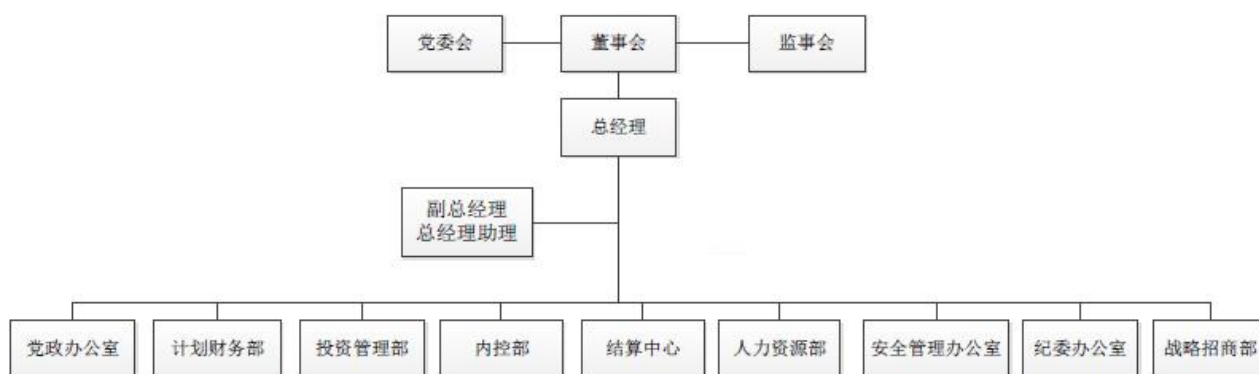 党委会
董事会
监事会
总经理
副总经理
总经理助理
党政办公室
计划财务部
投资管理部
内控部
结算中心
人力资源部
安全管理办公室
纪委办公室
战略招商部